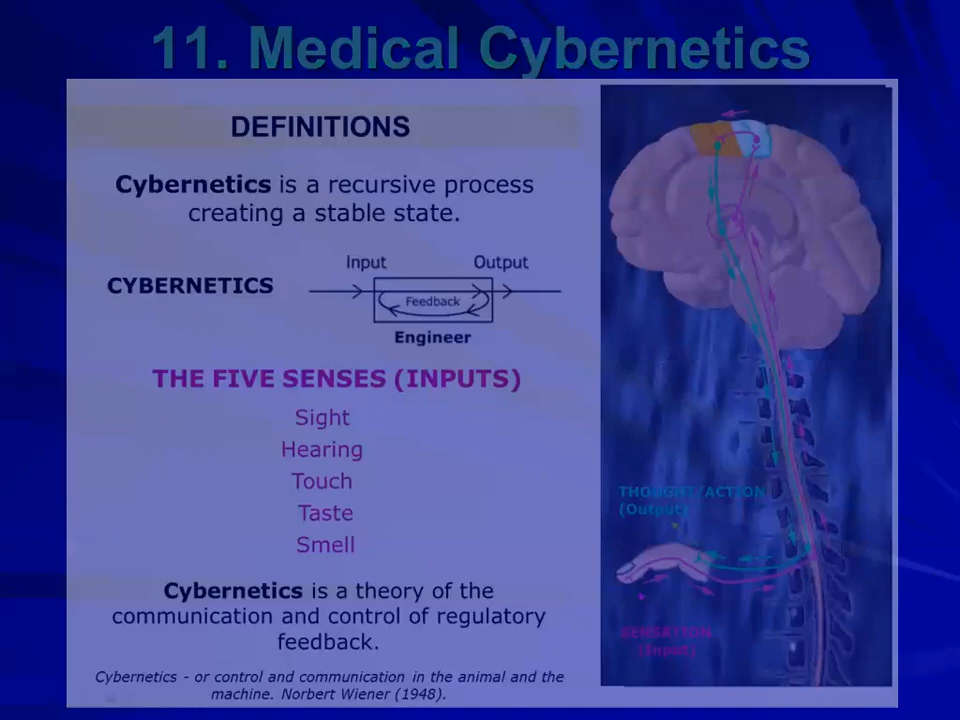 11. Medical Cybernetics
DEFINITIONS
Cybernetics is a recursive process
creating a stable state.
Input
Output
CYBERNETICS
Feedback
Engineer
THE FIVE SENSES (INPUTS)
Sight
Hearing
Touch
Taste
Smell
Cybernetics is a theory of the
communication and control of regulatory
feedback.
Cybernetics - or control and communication in the animal and the
machine. Norbert Wiener (1948).
THOUGHT/ACTION
(Output)
SENSATION
(Input)